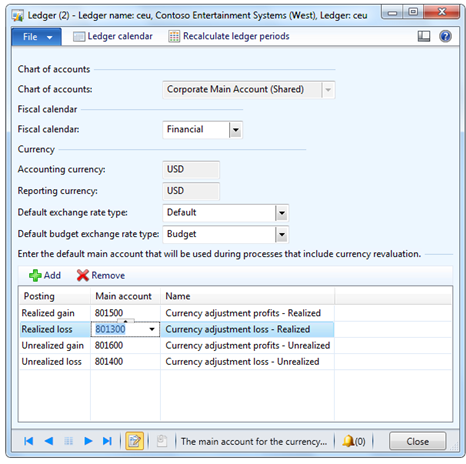 Ledger (2) - Ledger name: ceu, Contoso Entertainment Systems (West), Ledger: ceu
File Ledger calendar Recalculate ledger periods
Chart of accounts
Chart of accounts: Corporate Main Account (Shared)
Fiscal calendar
Fiscal calendar: Financial
Currency
Accounting currency: USD
Reporting currency: USD
Default exchange rate type: Default
Default budget exchange rate type: Budget
Enter the default main account that will be used during processes that include currency revaluation.
Add Remove
Posting Main account Name
Realized gain 801500 Currency adjustment profits - Realized
Realized loss 801300 Currency adjustment loss - Realized
Unrealized gain 801600 Currency adjustment profits - Unrealized
Unrealized loss 801400 Currency adjustment loss - Unrealized
The main account for the currency... (0) Close